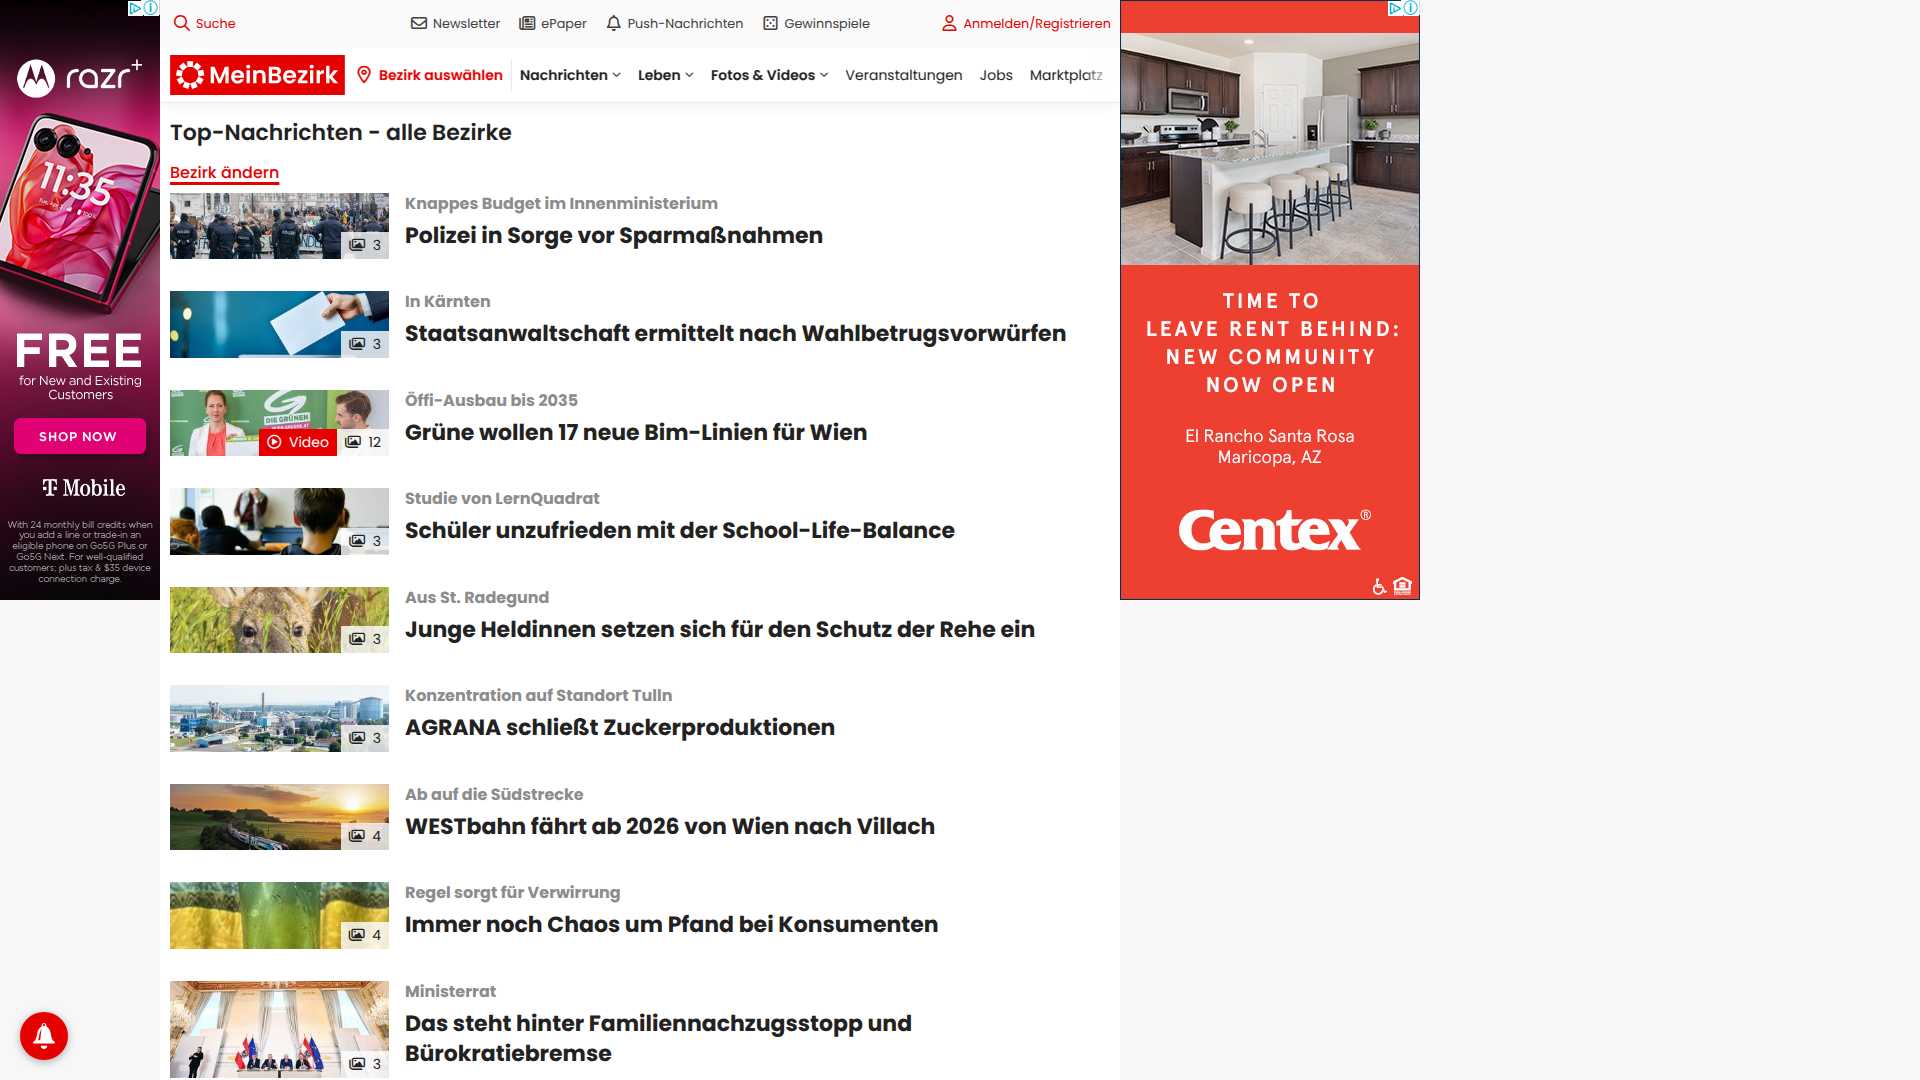 razr+
11:35
FREE
for New and Existing
Customers
SHOP NOW
T Mobile
With 24 monthly bill credits when
you add a line or trade-in an
eligible phone on Go5G Plus or
Go5G Next. For well-qualified
customers; plus tax & $35 device
connection charge.
Suche
Newsletter
ePaper
Push-Nachrichten
Gewinnspiele
Anmelden/Registrieren
MeinBezirk
Bezirk auswählen
Nachrichten
Leben
Fotos & Videos
Veranstaltungen
Jobs
Marktplatz
Top-Nachrichten - alle Bezirke
Bezirk ändern
3
Knappes Budget im Innenministerium
Polizei in Sorge vor Sparmaßnahmen
3
In Kärnten
Staatsanwaltschaft ermittelt nach Wahlbetrugsvorwürfen
DIE GRÜNEN
Video
12
Öffi-Ausbau bis 2035
Grüne wollen 17 neue Bim-Linien für Wien
3
Studie von LernQuadrat
Schüler unzufrieden mit der School-Life-Balance
3
Aus St. Radegund
Junge Heldinnen setzen sich für den Schutz der Rehe ein
3
Konzentration auf Standort Tulln
AGRANA schließt Zuckerproduktionen
4
Ab auf die Südstrecke
WESTbahn fährt ab 2026 von Wien nach Villach
4
Regel sorgt für Verwirrung
Immer noch Chaos um Pfand bei Konsumenten
3
Ministerrat
Das steht hinter Familiennachzugsstopp und
Bürokratiebremse
TIME TO
LEAVE RENT BEHIND:
NEW COMMUNITY
NOW OPEN
El Rancho Santa Rosa
Maricopa, AZ
Centex®